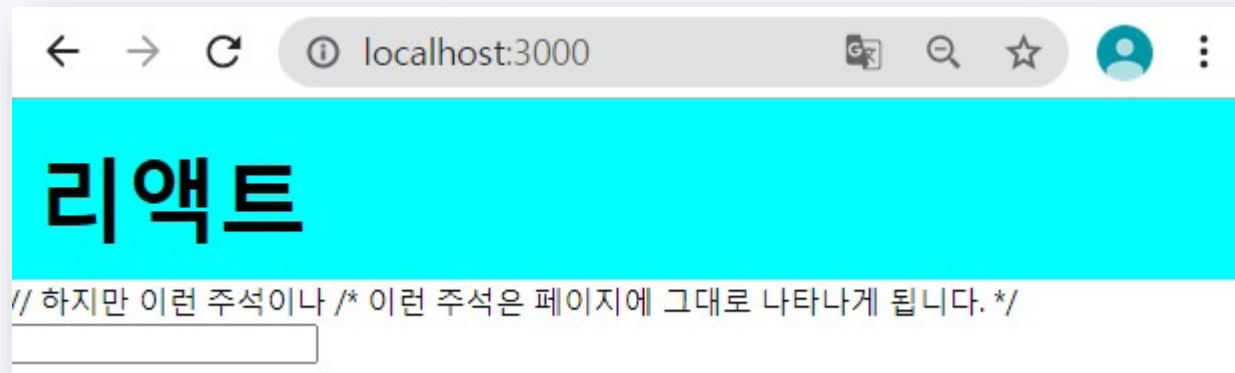 localhost:3000
리액트
// 하지만 이런 주석이나 /* 이런 주석은 페이지에 그대로 나타나게 됩니다. */